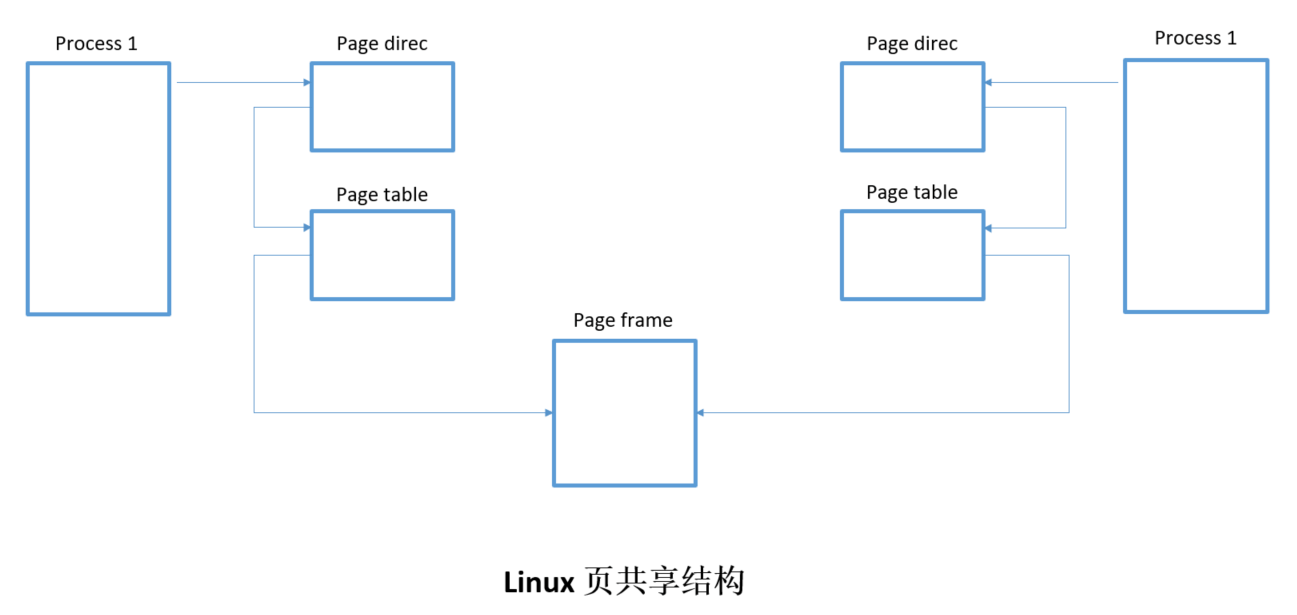 Process 1
Page direc
Page direc
Process 1
Page table
Page table
Page frame
Linux 页共享结构